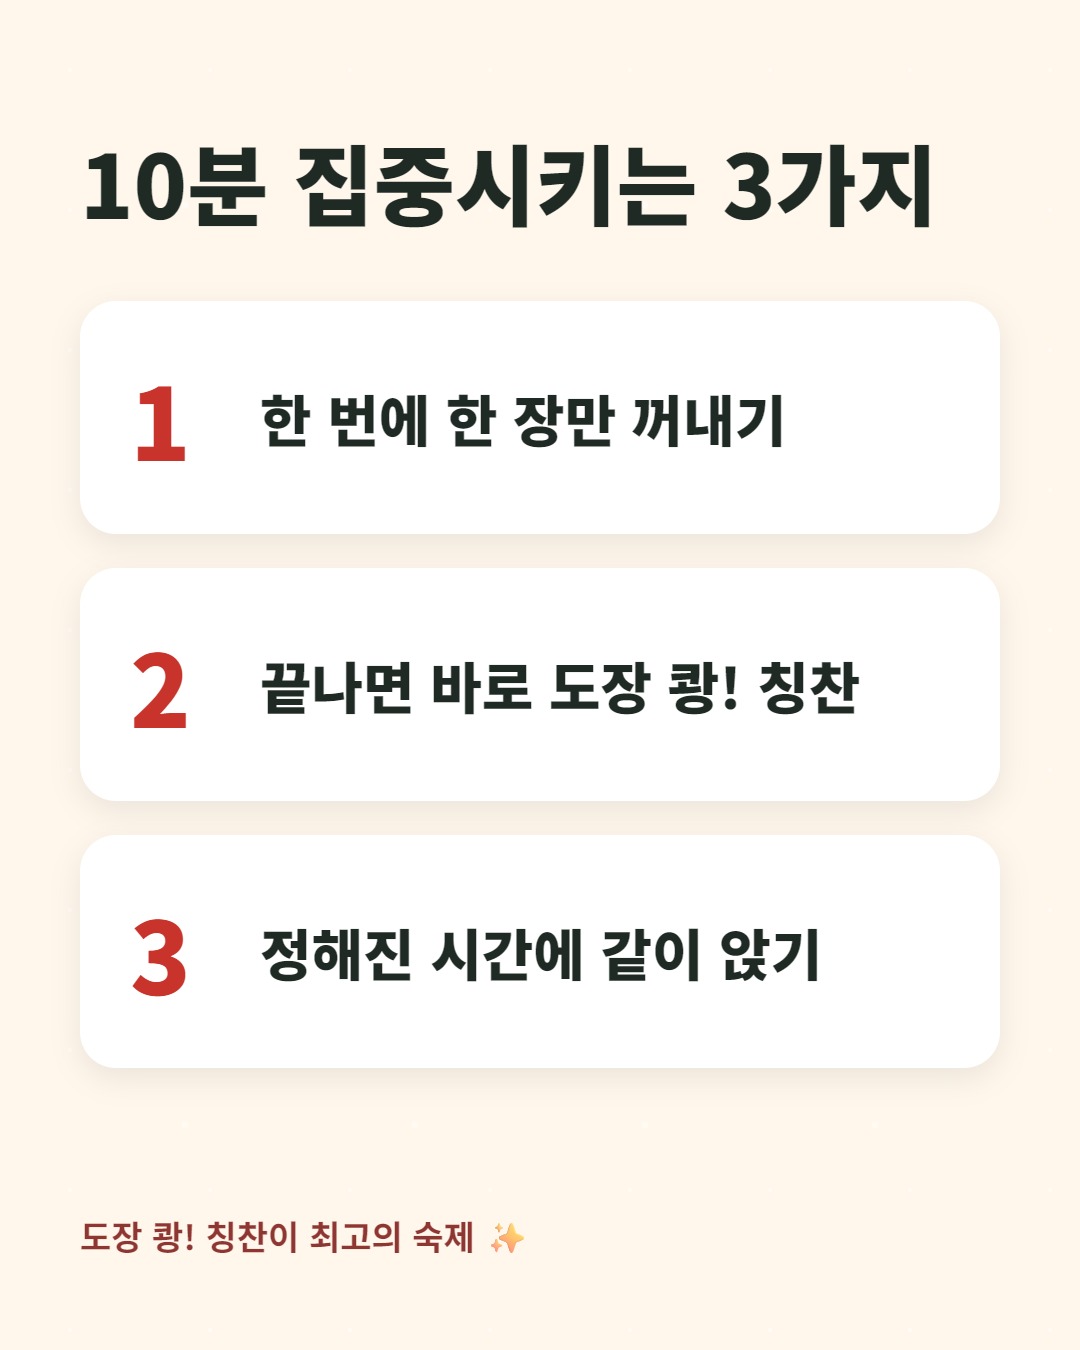 10분 집중시키는 3가지
1 한 번에 한 장만 꺼내기
2 끝나면 바로 도장 쾅! 칭찬
3 정해진 시간에 같이 앉기
도장 쾅! 칭찬이 최고의 숙제 ✨